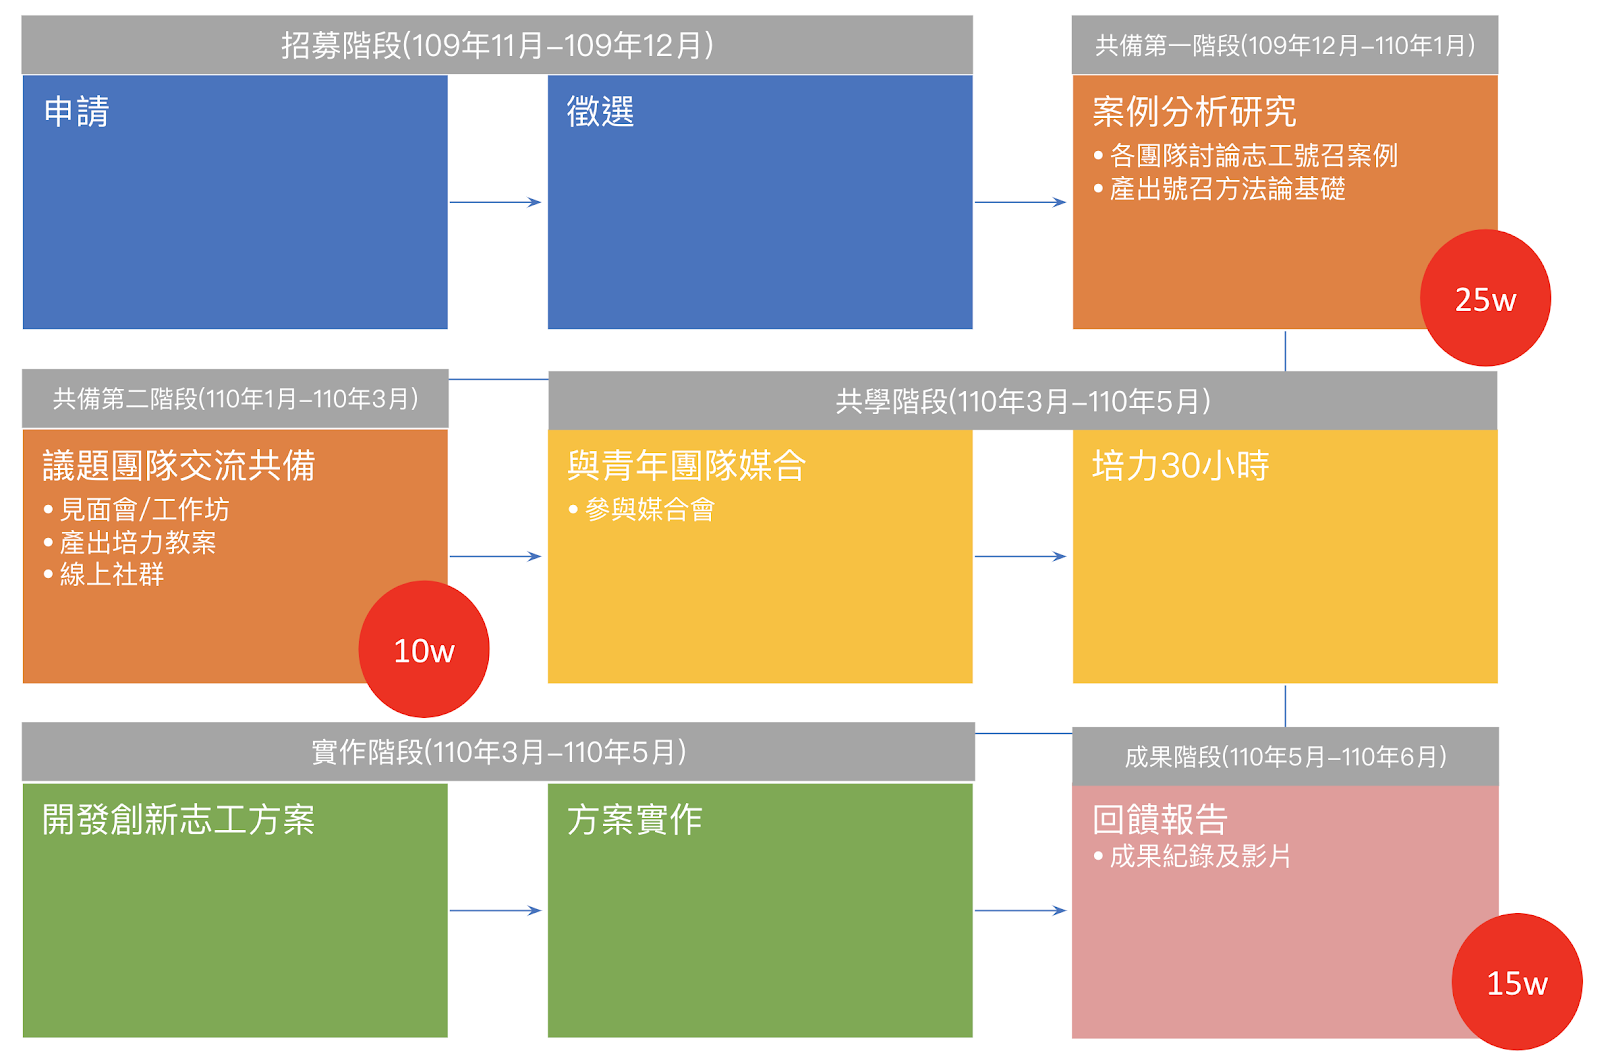 招募階段(109年11月–109年12月)
申請
徵選
共備第一階段(109年12月–110年1月)
案例分析研究
• 各團隊討論志工號召案例
• 產出號召方法論基礎
25w
共備第二階段(110年1月–110年3月)
議題團隊交流共備
• 見面會/工作坊
• 產出培力教案
• 線上社群
10w
共學階段(110年3月–110年5月)
與青年團隊媒合
• 參與媒合會
培力30小時
實作階段(110年3月–110年5月)
開發創新志工方案
方案實作
成果階段(110年5月–110年6月)
回饋報告
• 成果紀錄及影片
15w